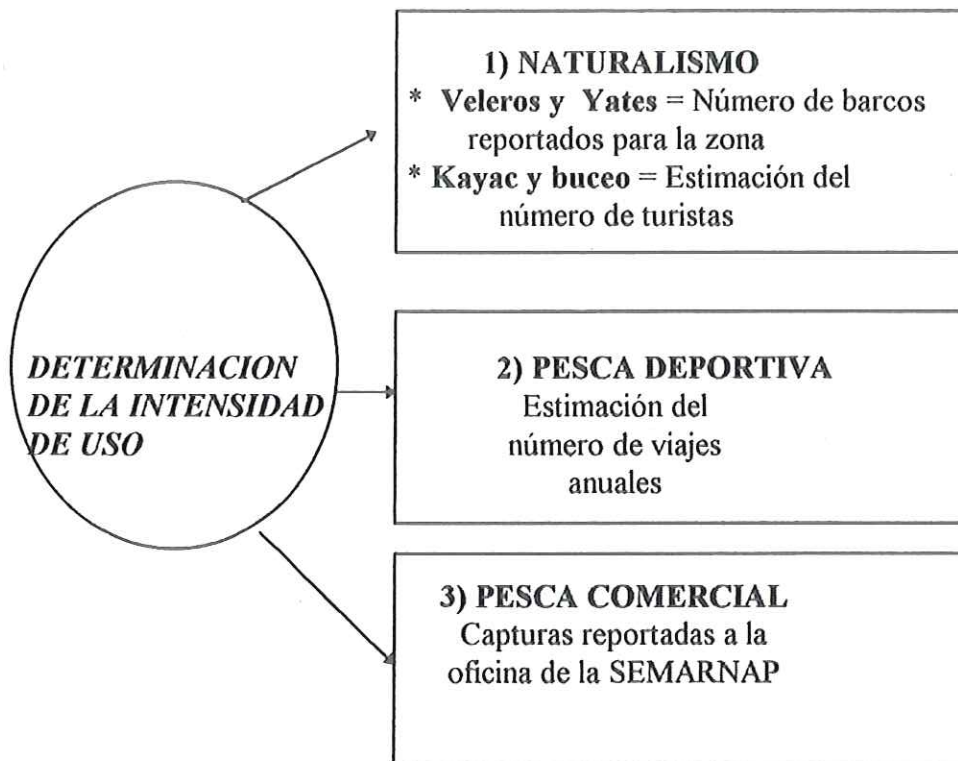 1) NATURALISMO
* Veleros y Yates = Número de barcos
reportados para la zona
* Kayac y buceo = Estimación del
número de turistas
DETERMINACION
DE LA INTENSIDAD
DE USO
2) PESCA DEPORTIVA
Estimación del
número de viajes
anuales
3) PESCA COMERCIAL
Capturas reportadas a la
oficina de la SEMARNAP